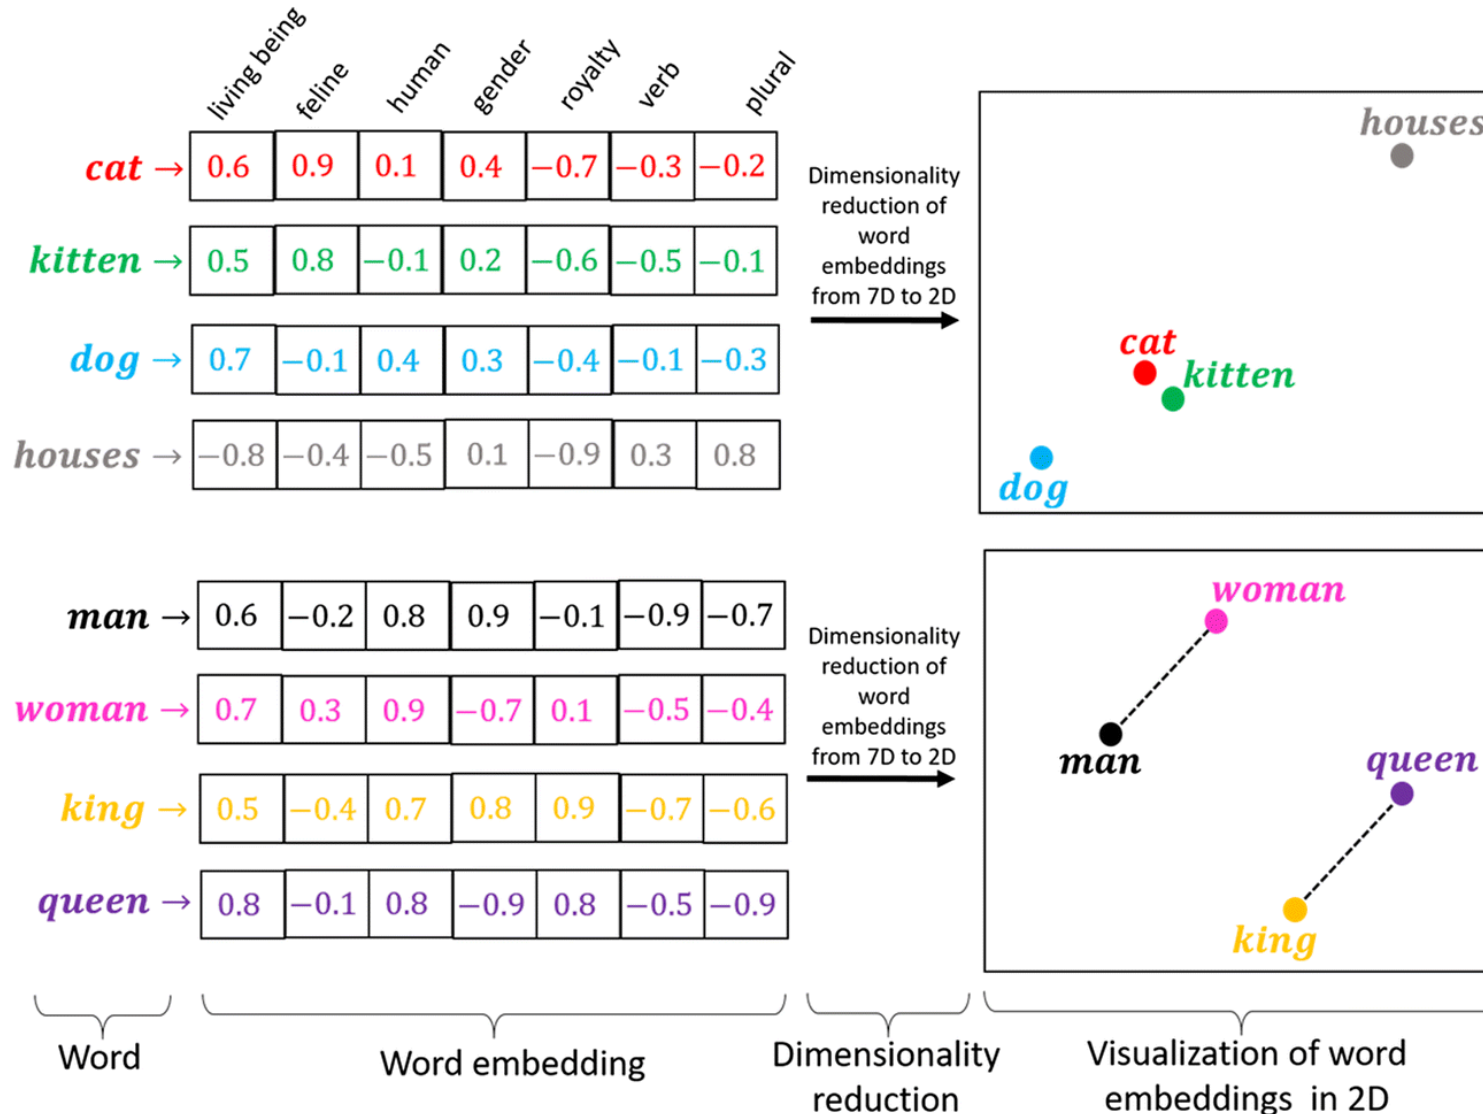 living being feline human gender royalty verb plural
cat → 0.6 0.9 0.1 0.4 −0.7 −0.3 −0.2
kitten → 0.5 0.8 −0.1 0.2 −0.6 −0.5 −0.1
dog → 0.7 −0.1 0.4 0.3 −0.4 −0.1 −0.3
houses → −0.8 −0.4 −0.5 0.1 −0.9 0.3 0.8
Dimensionality
reduction of
word
embeddings
from 7D to 2D
houses
cat
kitten
dog
man → 0.6 −0.2 0.8 0.9 −0.1 −0.9 −0.7
woman → 0.7 0.3 0.9 −0.7 0.1 −0.5 −0.4
king → 0.5 −0.4 0.7 0.8 0.9 −0.7 −0.6
queen → 0.8 −0.1 0.8 −0.9 0.8 −0.5 −0.9
Dimensionality
reduction of
word
embeddings
from 7D to 2D
woman
man
queen
king
Word
Word embedding
Dimensionality
reduction
Visualization of word
embeddings in 2D